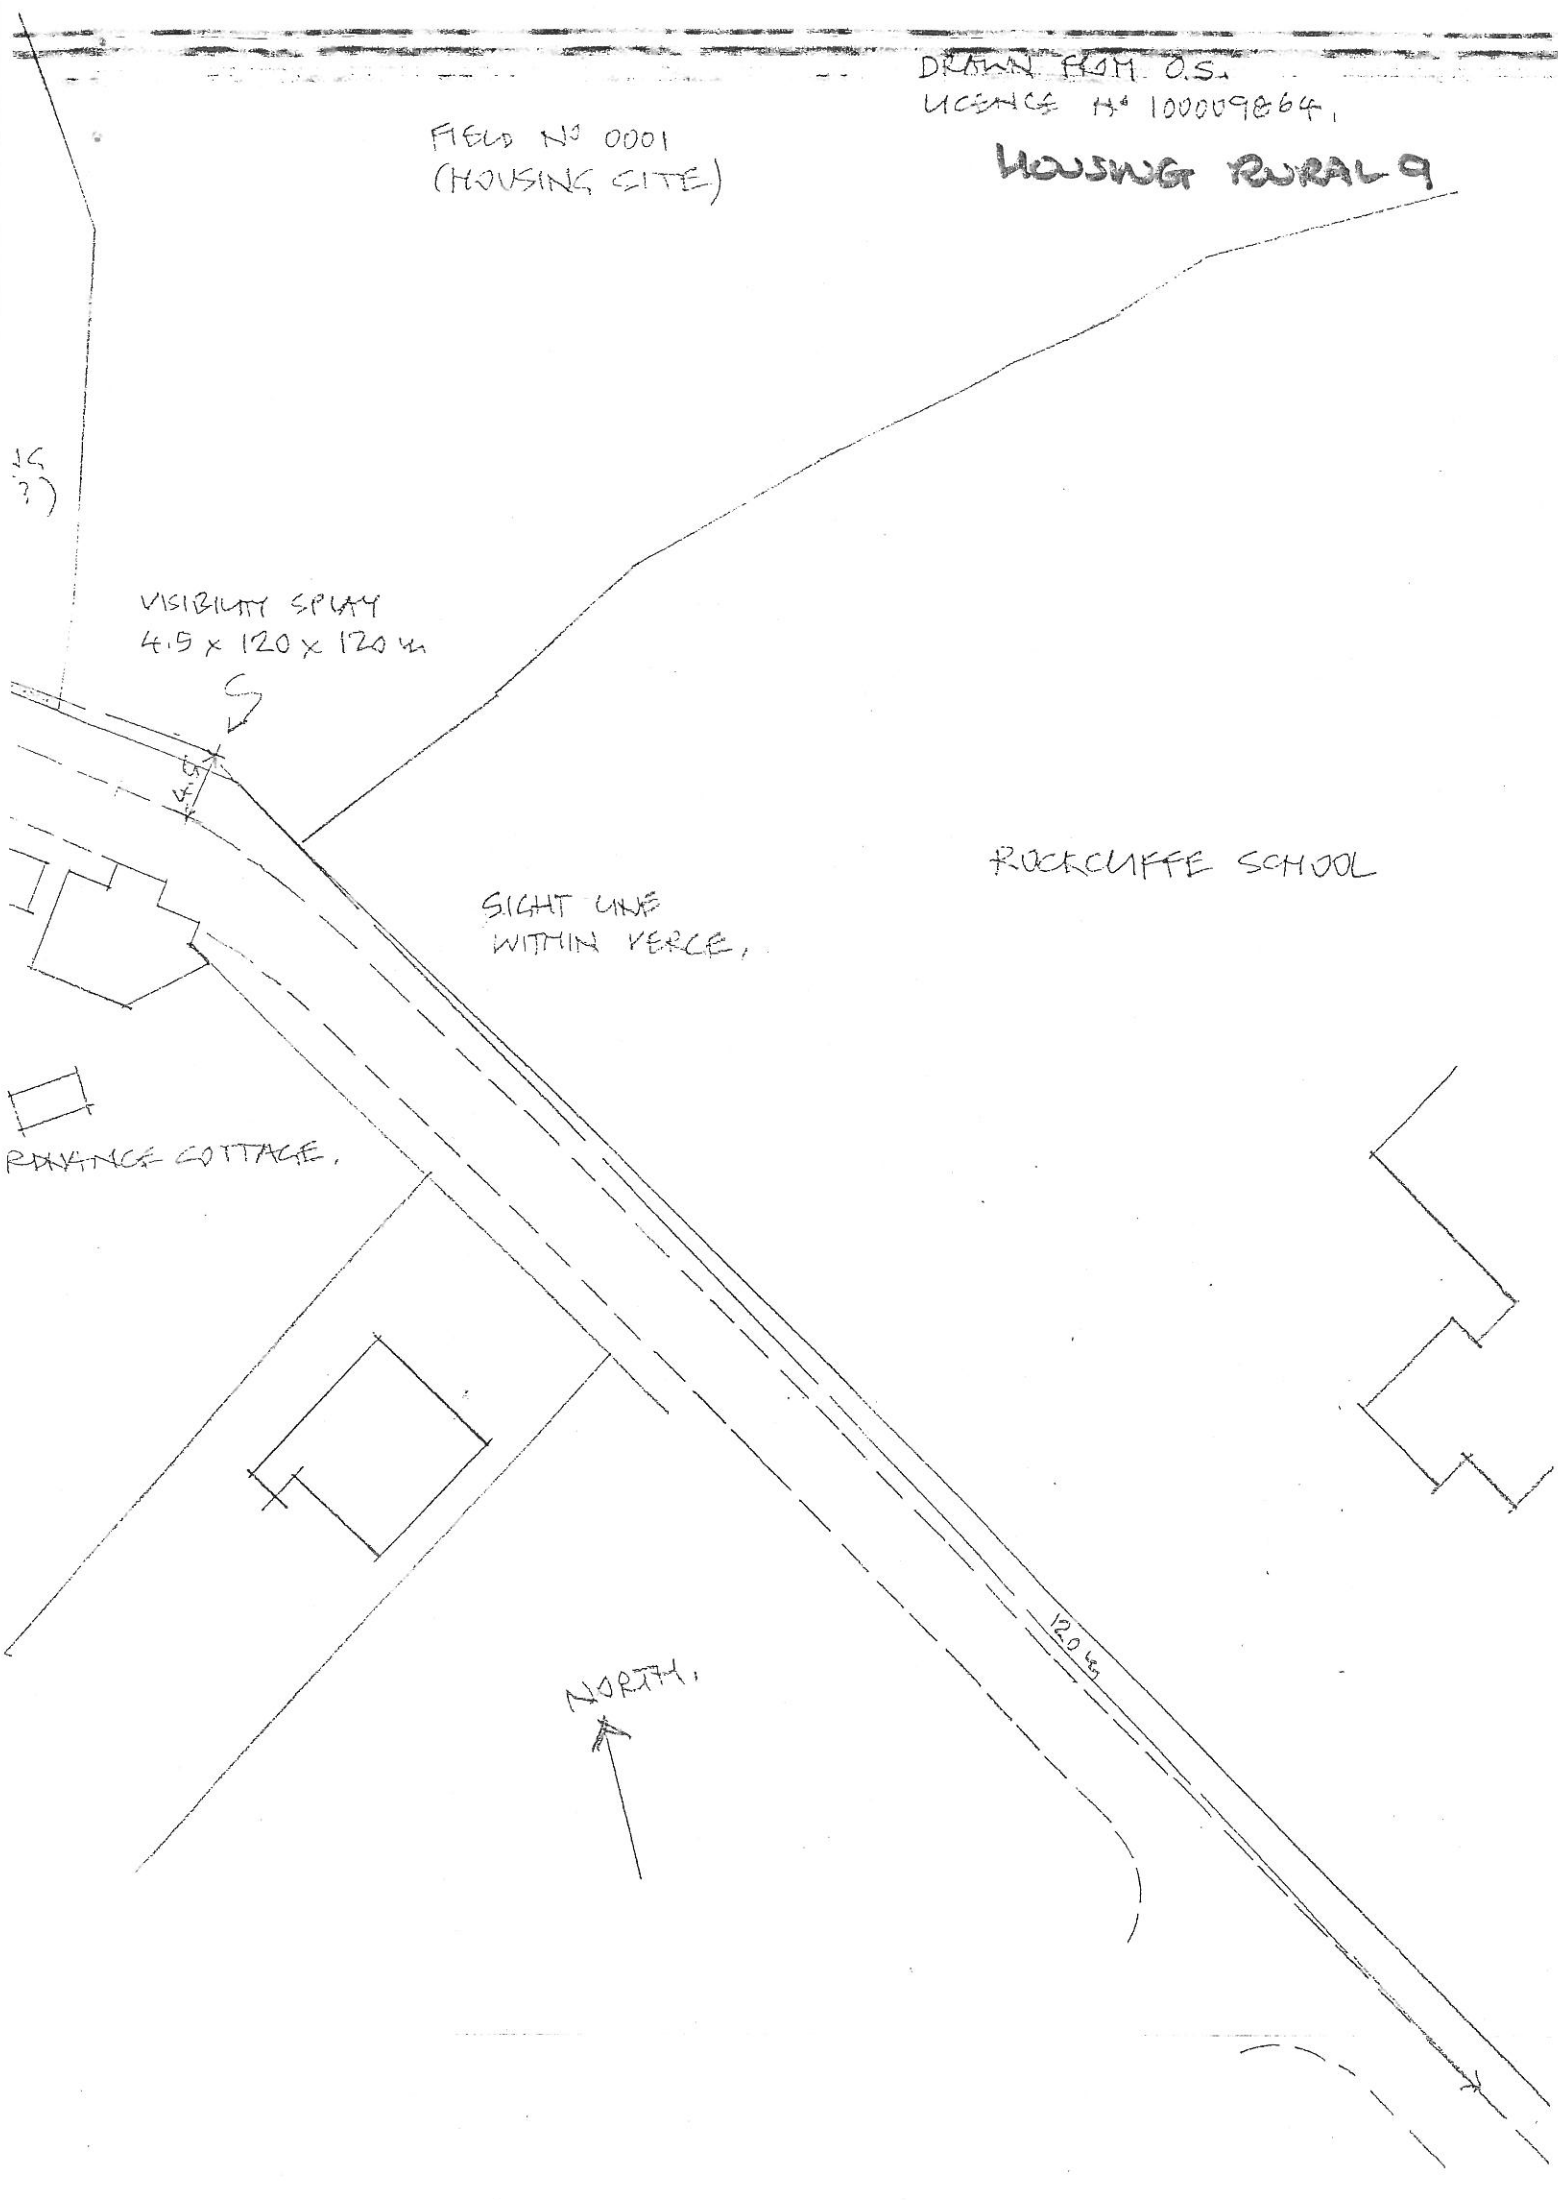 DRAWN FROM O.S.
LICENCE Nº 100009864.
FIELD Nº 0001
(HOUSING SITE)
HOUSING RURAL 9
?)
VISIBILITY SPLAY
4.5 x 120 x 120 m
4.5
ROCKCLIFFE SCHOOL
SIGHT LINE
WITHIN VERGE.
COTTAGE.
120 m
NORTH.